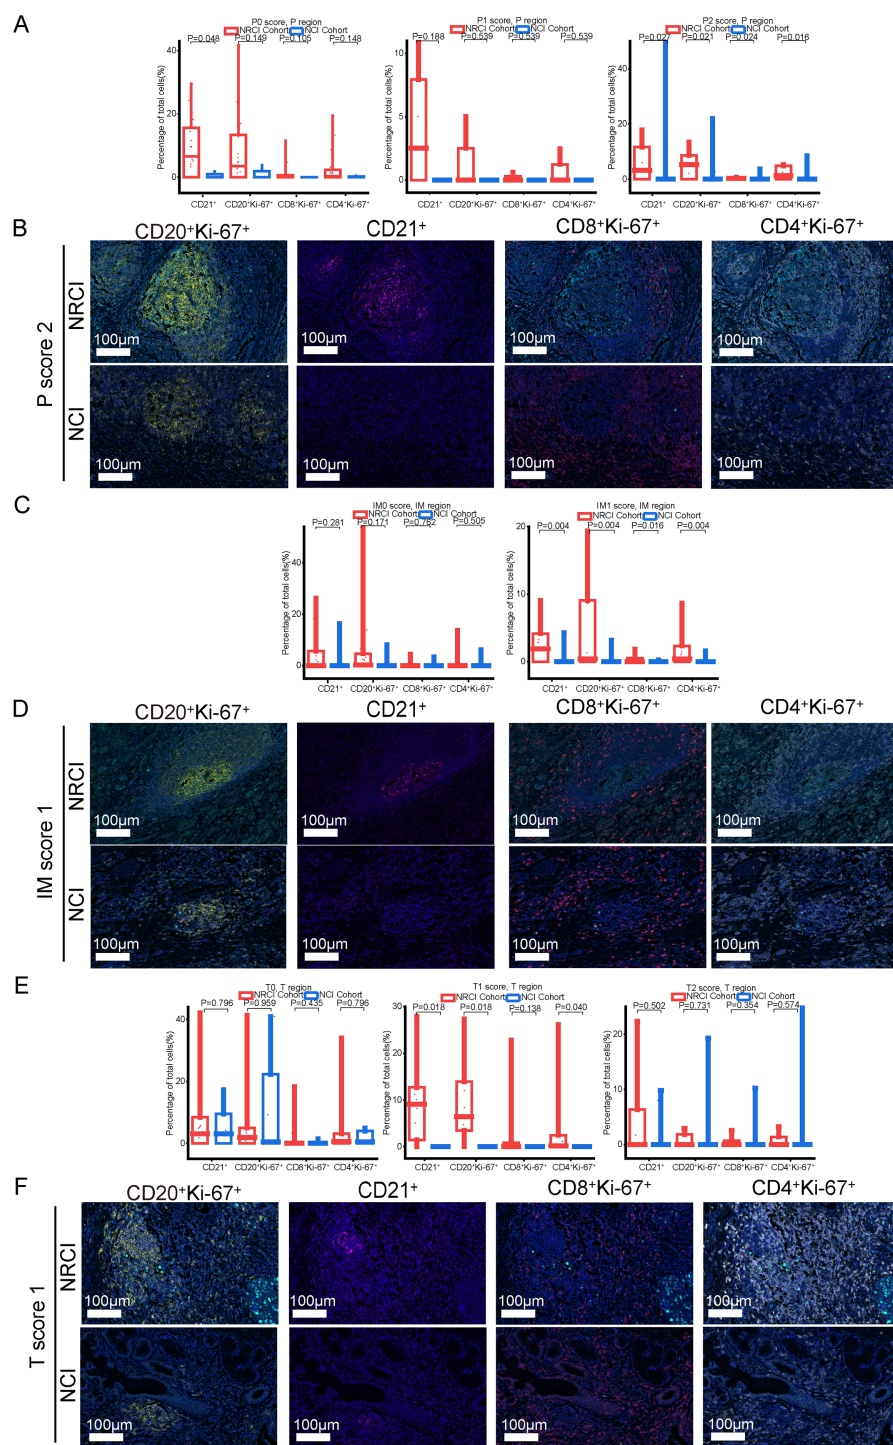 A
P0 score, P region
NRCI Cohort NCI Cohort
P=0.048 P=0.149 P=0.105 P=0.148
Percentage of total cells(%)
40
20
0
CD21⁺ CD20⁺Ki-67⁺ CD8⁺Ki-67⁺ CD4⁺Ki-67⁺
P1 score, P region
NRCI Cohort NCI Cohort
P=0.188 P=0.539 P=0.539 P=0.539
Percentage of total cells(%)
10
5
0
CD21⁺ CD20⁺Ki-67⁺ CD8⁺Ki-67⁺ CD4⁺Ki-67⁺
P2 score, P region
NRCI Cohort NCI Cohort
P=0.027 P=0.021 P=0.024 P=0.016
Percentage of total cells(%)
40
20
0
CD21⁺ CD20⁺Ki-67⁺ CD8⁺Ki-67⁺ CD4⁺Ki-67⁺
B
CD20⁺Ki-67⁺ CD21⁺ CD8⁺Ki-67⁺ CD4⁺Ki-67⁺
P score 2
NRCI
100μm 100μm 100μm 100μm
NCI
100μm 100μm 100μm 100μm
C
IM0 score, IM region
NRCI Cohort NCI Cohort
P=0.281 P=0.171 P=0.762 P=0.505
Percentage of total cells(%)
40
20
0
CD21⁺ CD20⁺Ki-67⁺ CD8⁺Ki-67⁺ CD4⁺Ki-67⁺
IM1 score, IM region
NRCI Cohort NCI Cohort
P=0.004 P=0.004 P=0.016 P=0.004
Percentage of total cells(%)
20
10
0
CD21⁺ CD20⁺Ki-67⁺ CD8⁺Ki-67⁺ CD4⁺Ki-67⁺
D
CD20⁺Ki-67⁺ CD21⁺ CD8⁺Ki-67⁺ CD4⁺Ki-67⁺
IM score 1
NRCI
100μm 100μm 100μm 100μm
NCI
100μm 100μm 100μm 100μm
E
T0, T region
NRCI Cohort NCI Cohort
P=0.796 P=0.959 P=0.435 P=0.796
Percentage of total cells(%)
40
20
0
CD21⁺ CD20⁺Ki-67⁺ CD8⁺Ki-67⁺ CD4⁺Ki-67⁺
T1 score, T region
NRCI Cohort NCI Cohort
P=0.018 P=0.018 P=0.138 P=0.040
Percentage of total cells(%)
30
20
10
0
CD21⁺ CD20⁺Ki-67⁺ CD8⁺Ki-67⁺ CD4⁺Ki-67⁺
T2 score, T region
NRCI Cohort NCI Cohort
P=0.502 P=0.731 P=0.354 P=0.574
Percentage of total cells(%)
20
10
0
CD21⁺ CD20⁺Ki-67⁺ CD8⁺Ki-67⁺ CD4⁺Ki-67⁺
F
CD20⁺Ki-67⁺ CD21⁺ CD8⁺Ki-67⁺ CD4⁺Ki-67⁺
T score 1
NRCI
100μm 100μm 100μm 100μm
NCI
100μm 100μm 100μm 100μm